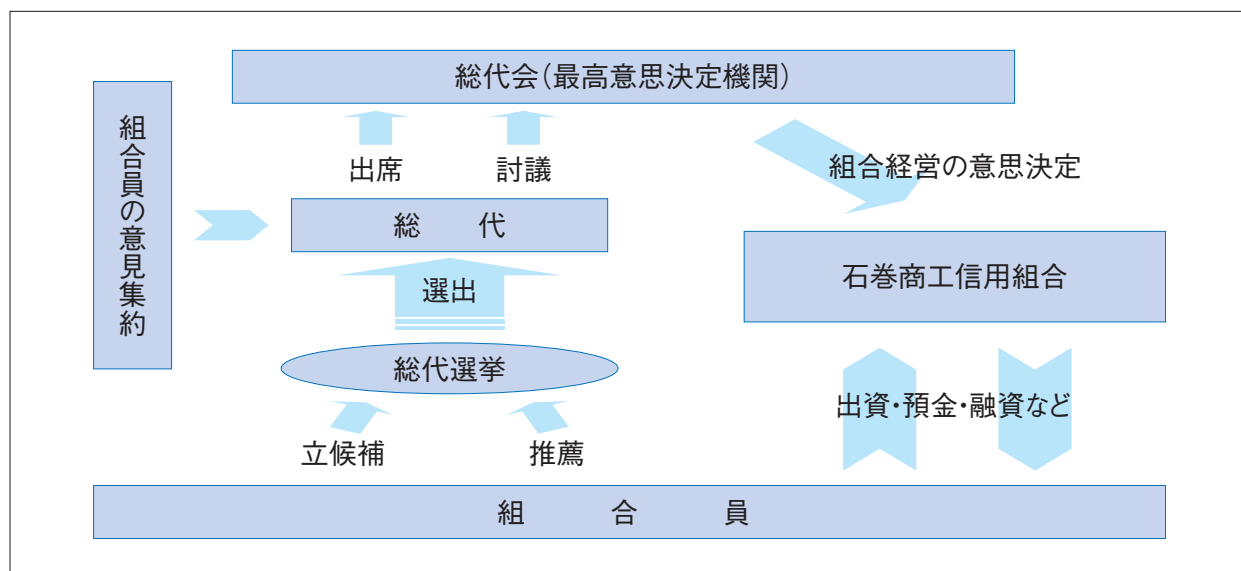 総代会(最高意思決定機関)
組合員の意見集約
出席
討議
組合経営の意思決定
総代
石巻商工信用組合
選出
総代選挙
出資・預金・融資など
立候補
推薦
組合員